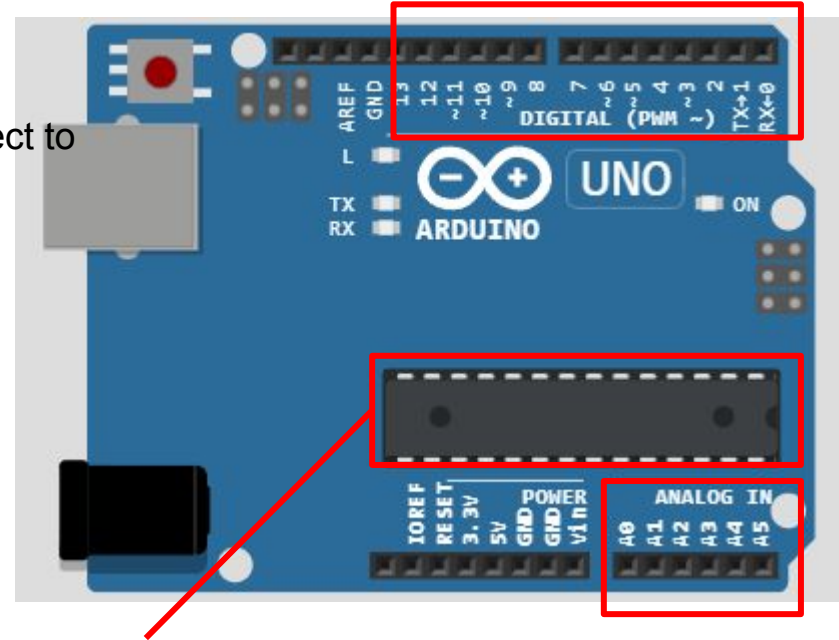 AREF
GND
13
12
~11
~10
~9
8
7
~6
~5
4
~3
2
TX→1
RX←0
DIGITAL (PWM ~)
ect to
L
TX
RX
ARDUINO
UNO
ON
IOREF
RESET
3.3V
5V
GND
GND
Vin
POWER
ANALOG IN
A0
A1
A2
A3
A4
A5